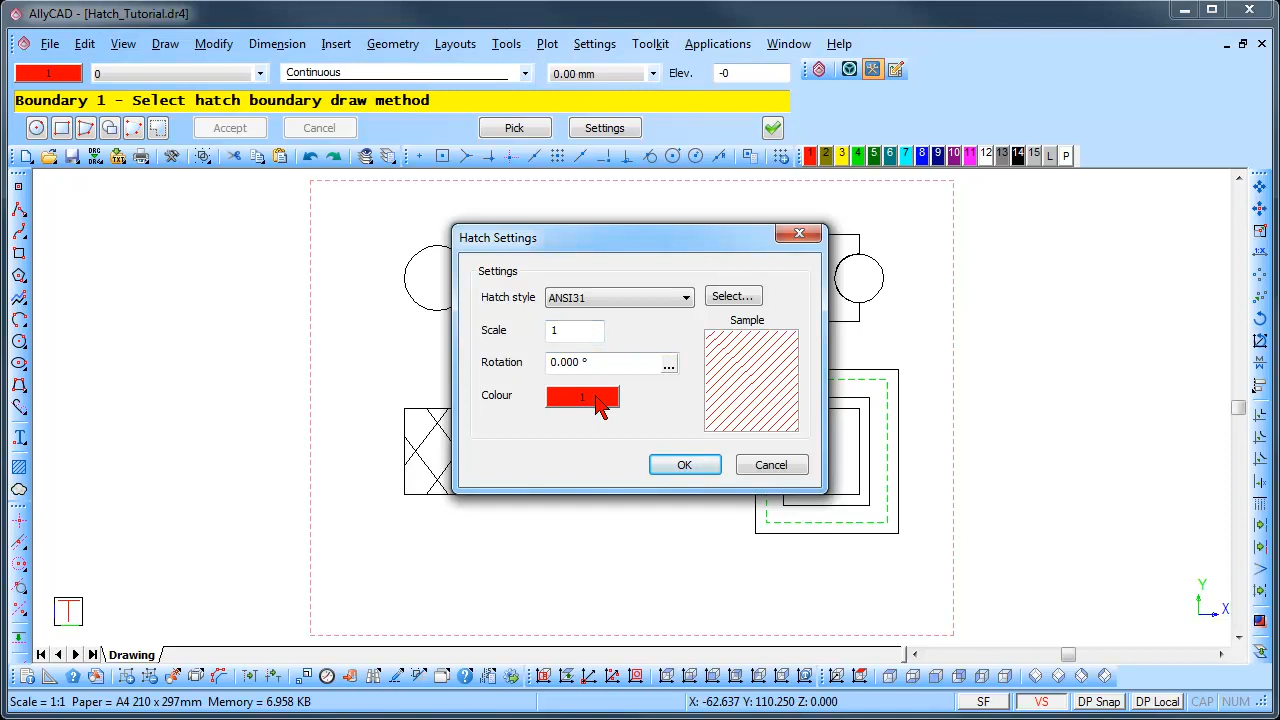 AllyCAD - [Hatch_Tutorial.dr4]
File Edit View Draw Modify Dimension Insert Geometry Layouts Tools Plot Settings Toolkit Applications Window Help
1 0 Continuous 0.00 mm Elev. -0
Boundary 1 - Select hatch boundary draw method
Accept Cancel Pick Settings
1 2 3 4 5 6 7 8 9 10 11 12 13 14 15 L P
Hatch Settings
Settings
Hatch style ANSI31 Select...
Scale 1 Sample
Rotation 0.000 ° ...
Colour 1
OK Cancel
Y
X
Drawing
Scale = 1:1 Paper = A4 210 x 297mm Memory = 6.958 KB X: -62.637 Y: 110.250 Z: 0.000 SF VS DP Snap DP Local CAP NUM